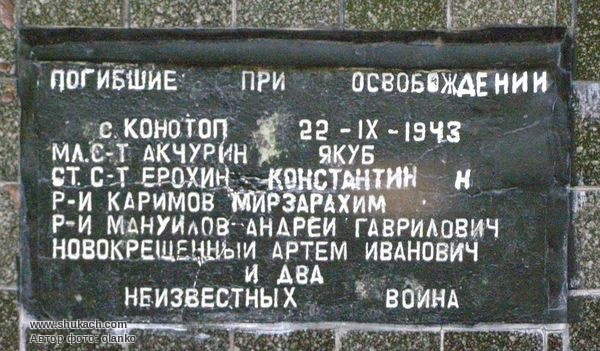 ПОГИБШИЕ ПРИ ОСВОБОЖДЕНИИ
с. КОНОТОП 22-IX-1943
МЛ. С-Т АКЧУРИН ЯКУБ
СТ. С-Т ЕРОХИН КОНСТАНТИН Н
Р-И КАРИМОВ МИРЗАРАХИМ
Р-И МАНУИЛОВ АНДРЕИ ГАВРИЛОВИЧ
НОВОКРЕЩЕННЫЙ АРТЕМ ИВАНОВИЧ
И ДВА
НЕИЗВЕСТНЫХ ВОИНА
www.shukach.com
Автор фото: olanko